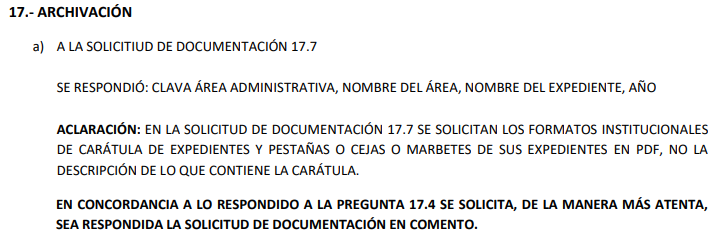 17.- ARCHIVACIÓN
a) A LA SOLICITIUD DE DOCUMENTACIÓN 17.7
SE RESPONDIÓ: CLAVA ÁREA ADMINISTRATIVA, NOMBRE DEL ÁREA, NOMBRE DEL EXPEDIENTE, AÑO
ACLARACIÓN: EN LA SOLICITUD DE DOCUMENTACIÓN 17.7 SE SOLICITAN LOS FORMATOS INSTITUCIONALES
DE CARÁTULA DE EXPEDIENTES Y PESTAÑAS O CEJAS O MARBETES DE SUS EXPEDIENTES EN PDF, NO LA
DESCRIPCIÓN DE LO QUE CONTIENE LA CARÁTULA.
EN CONCORDANCIA A LO RESPONDIDO A LA PREGUNTA 17.4 SE SOLICITA, DE LA MANERA MÁS ATENTA,
SEA RESPONDIDA LA SOLICITUD DE DOCUMENTACIÓN EN COMENTO.